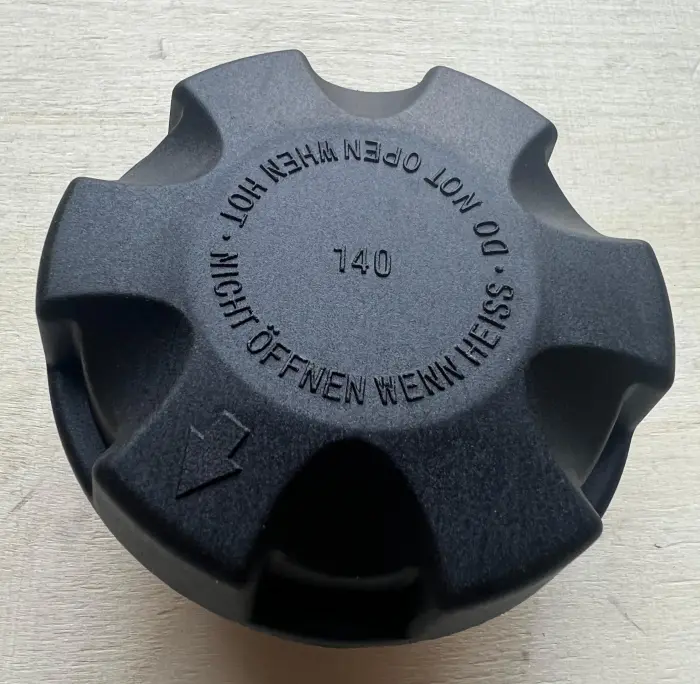 NICHT ÖFFNEN WENN HEISS · DO NOT OPEN WHEN HOT ·
140